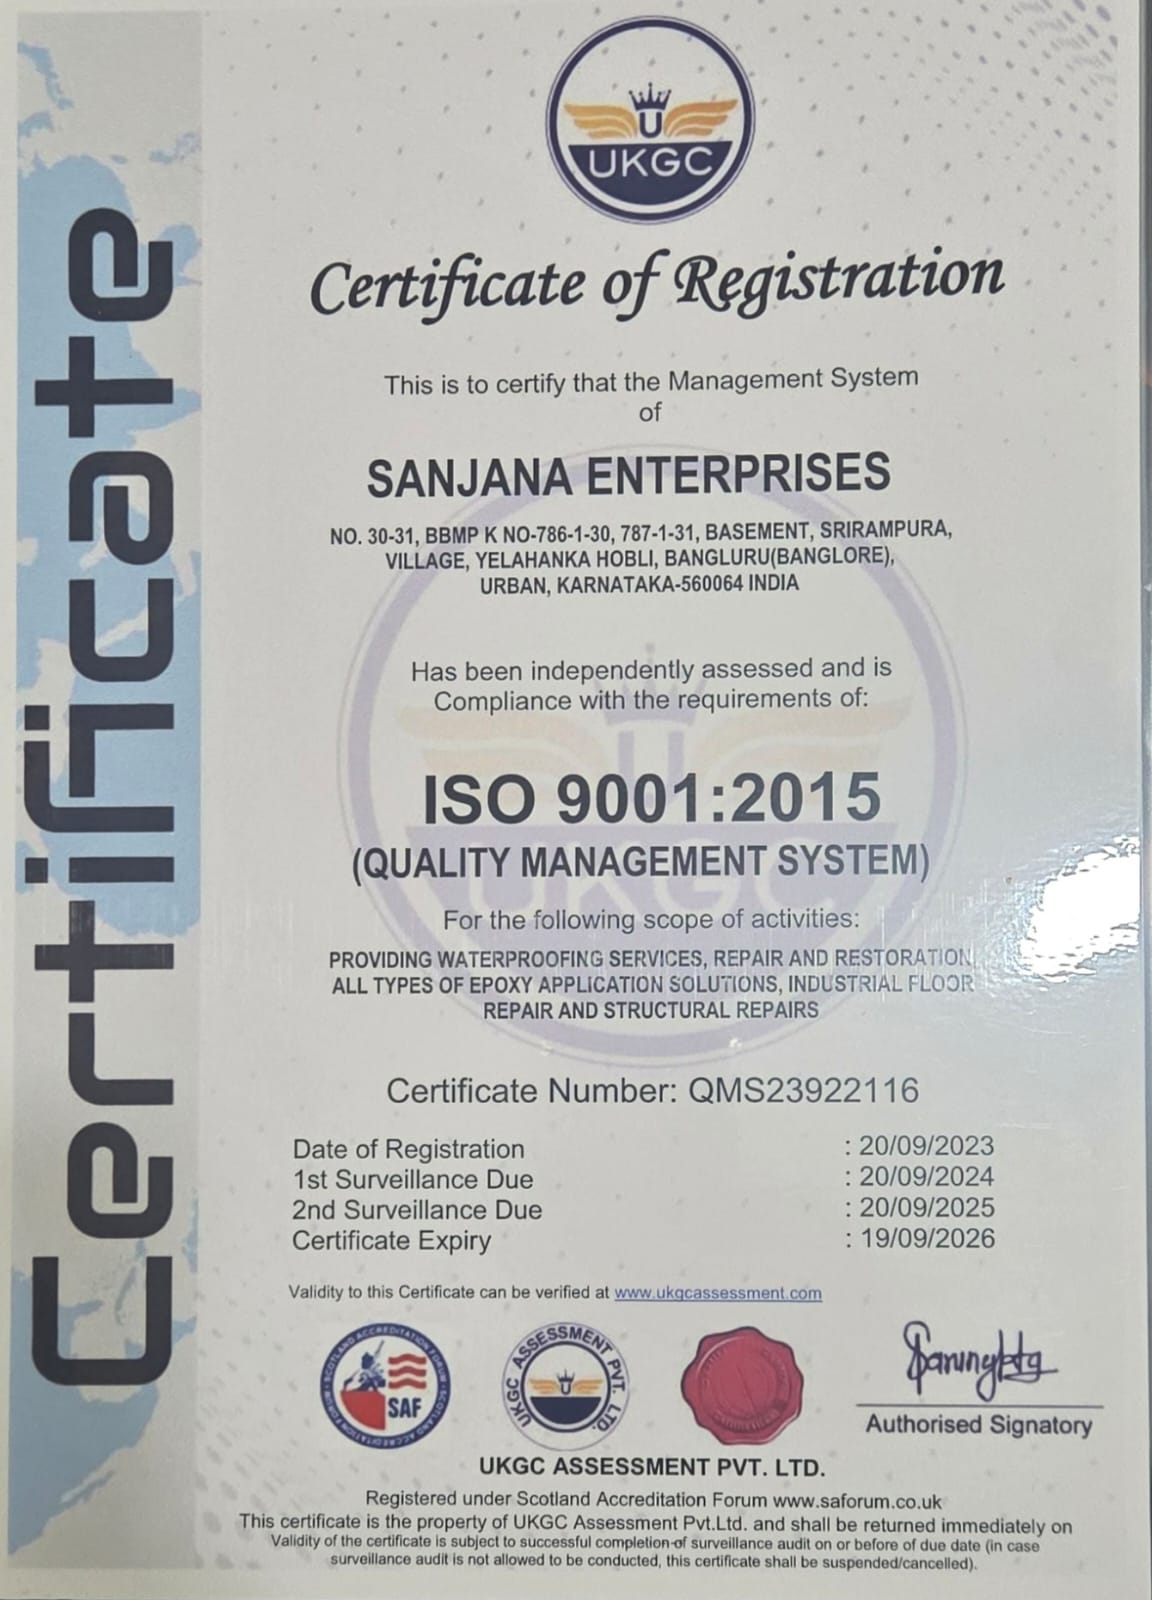 Certificate
U
UKGC
Certificate of Registration
This is to certify that the Management System
of
SANJANA ENTERPRISES
NO. 30-31, BBMP K NO-786-1-30, 787-1-31, BASEMENT, SRIRAMPURA,
VILLAGE, YELAHANKA HOBLI, BANGLURU(BANGLORE),
URBAN, KARNATAKA-560064 INDIA
Has been independently assessed and is
Compliance with the requirements of:
ISO 9001:2015
(QUALITY MANAGEMENT SYSTEM)
For the following scope of activities:
PROVIDING WATERPROOFING SERVICES, REPAIR AND RESTORATION
ALL TYPES OF EPOXY APPLICATION SOLUTIONS, INDUSTRIAL FLOOR
REPAIR AND STRUCTURAL REPAIRS
Certificate Number: QMS23922116
Date of Registration : 20/09/2023
1st Surveillance Due : 20/09/2024
2nd Surveillance Due : 20/09/2025
Certificate Expiry : 19/09/2026
Validity to this Certificate can be verified at www.ukgcassessment.com
SCOTLAND ACCREDITATION FORUM
SAF
UKGC ASSESSMENT PVT. LTD.
Authorised Signatory
UKGC ASSESSMENT PVT. LTD.
Registered under Scotland Accreditation Forum www.saforum.co.uk
This certificate is the property of UKGC Assessment Pvt.Ltd. and shall be returned immediately on
Validity of the certificate is subject to successful completion of surveillance audit on or before of due date (in case
surveillance audit is not allowed to be conducted, this certificate shall be suspended/cancelled).